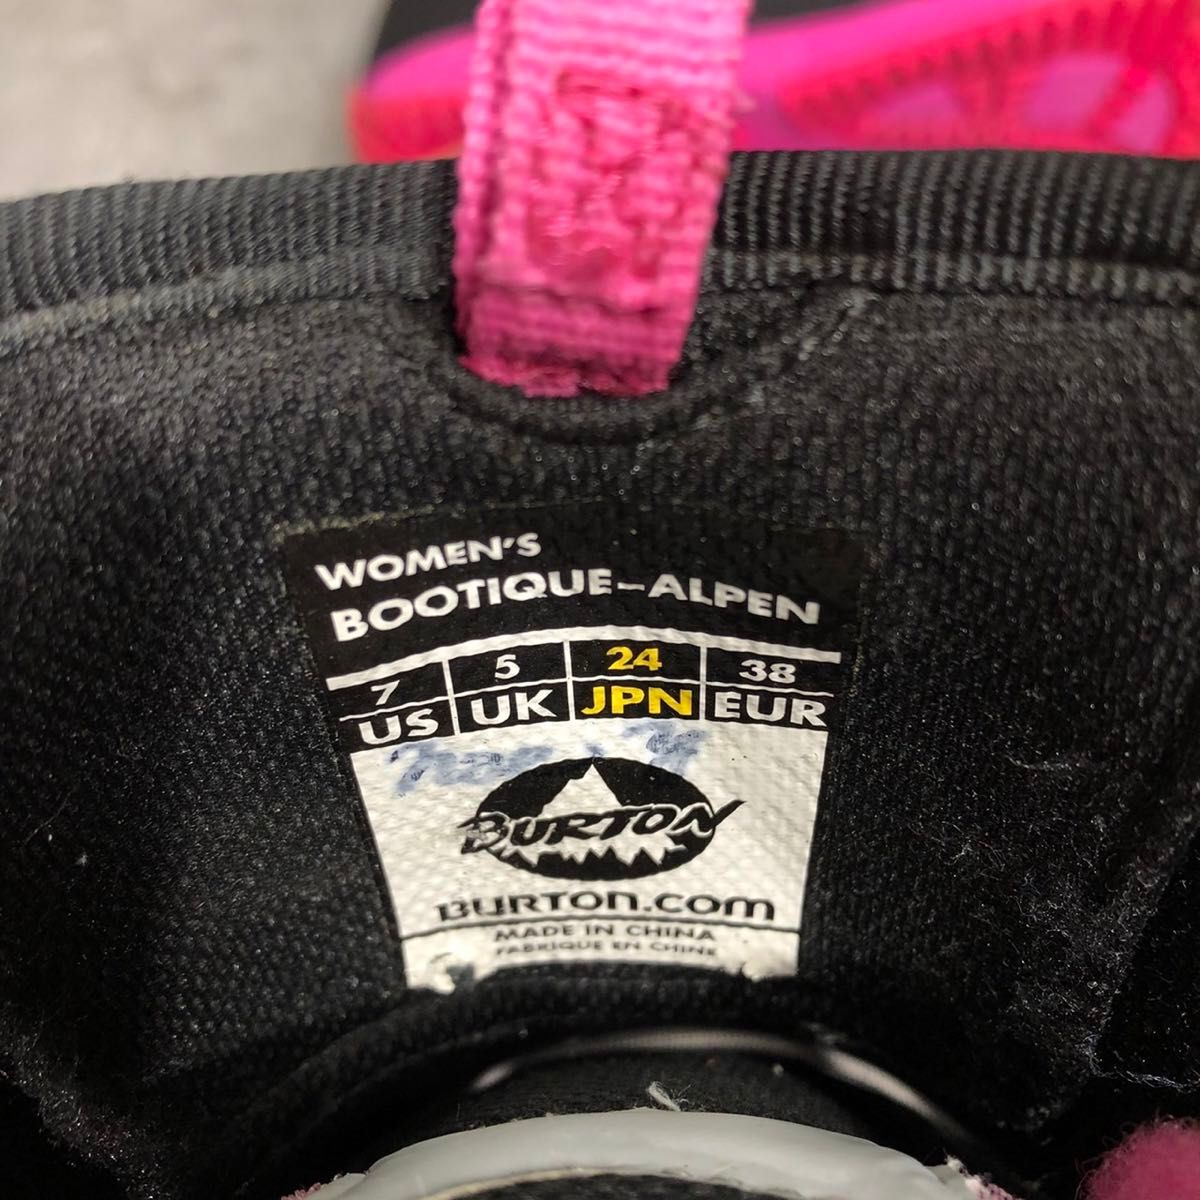 WOMEN'S
BOOTIQUE-ALPEN
7 5 24 38
US UK JPN EUR
BURTON
BURTON.COM
MADE IN CHINA
FABRIQUE EN CHINE